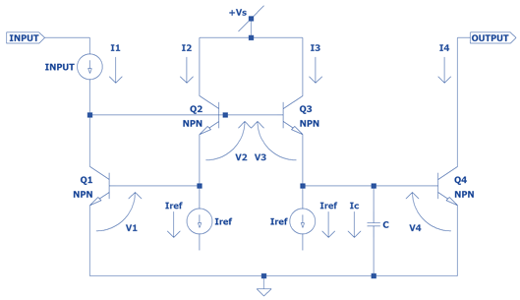 +Vs
INPUT
OUTPUT
I1
I2
I3
I4
INPUT
Q2
NPN
Q3
NPN
V2
V3
Q1
NPN
Q4
NPN
Iref
Iref
Iref
Iref
Ic
C
V1
V4